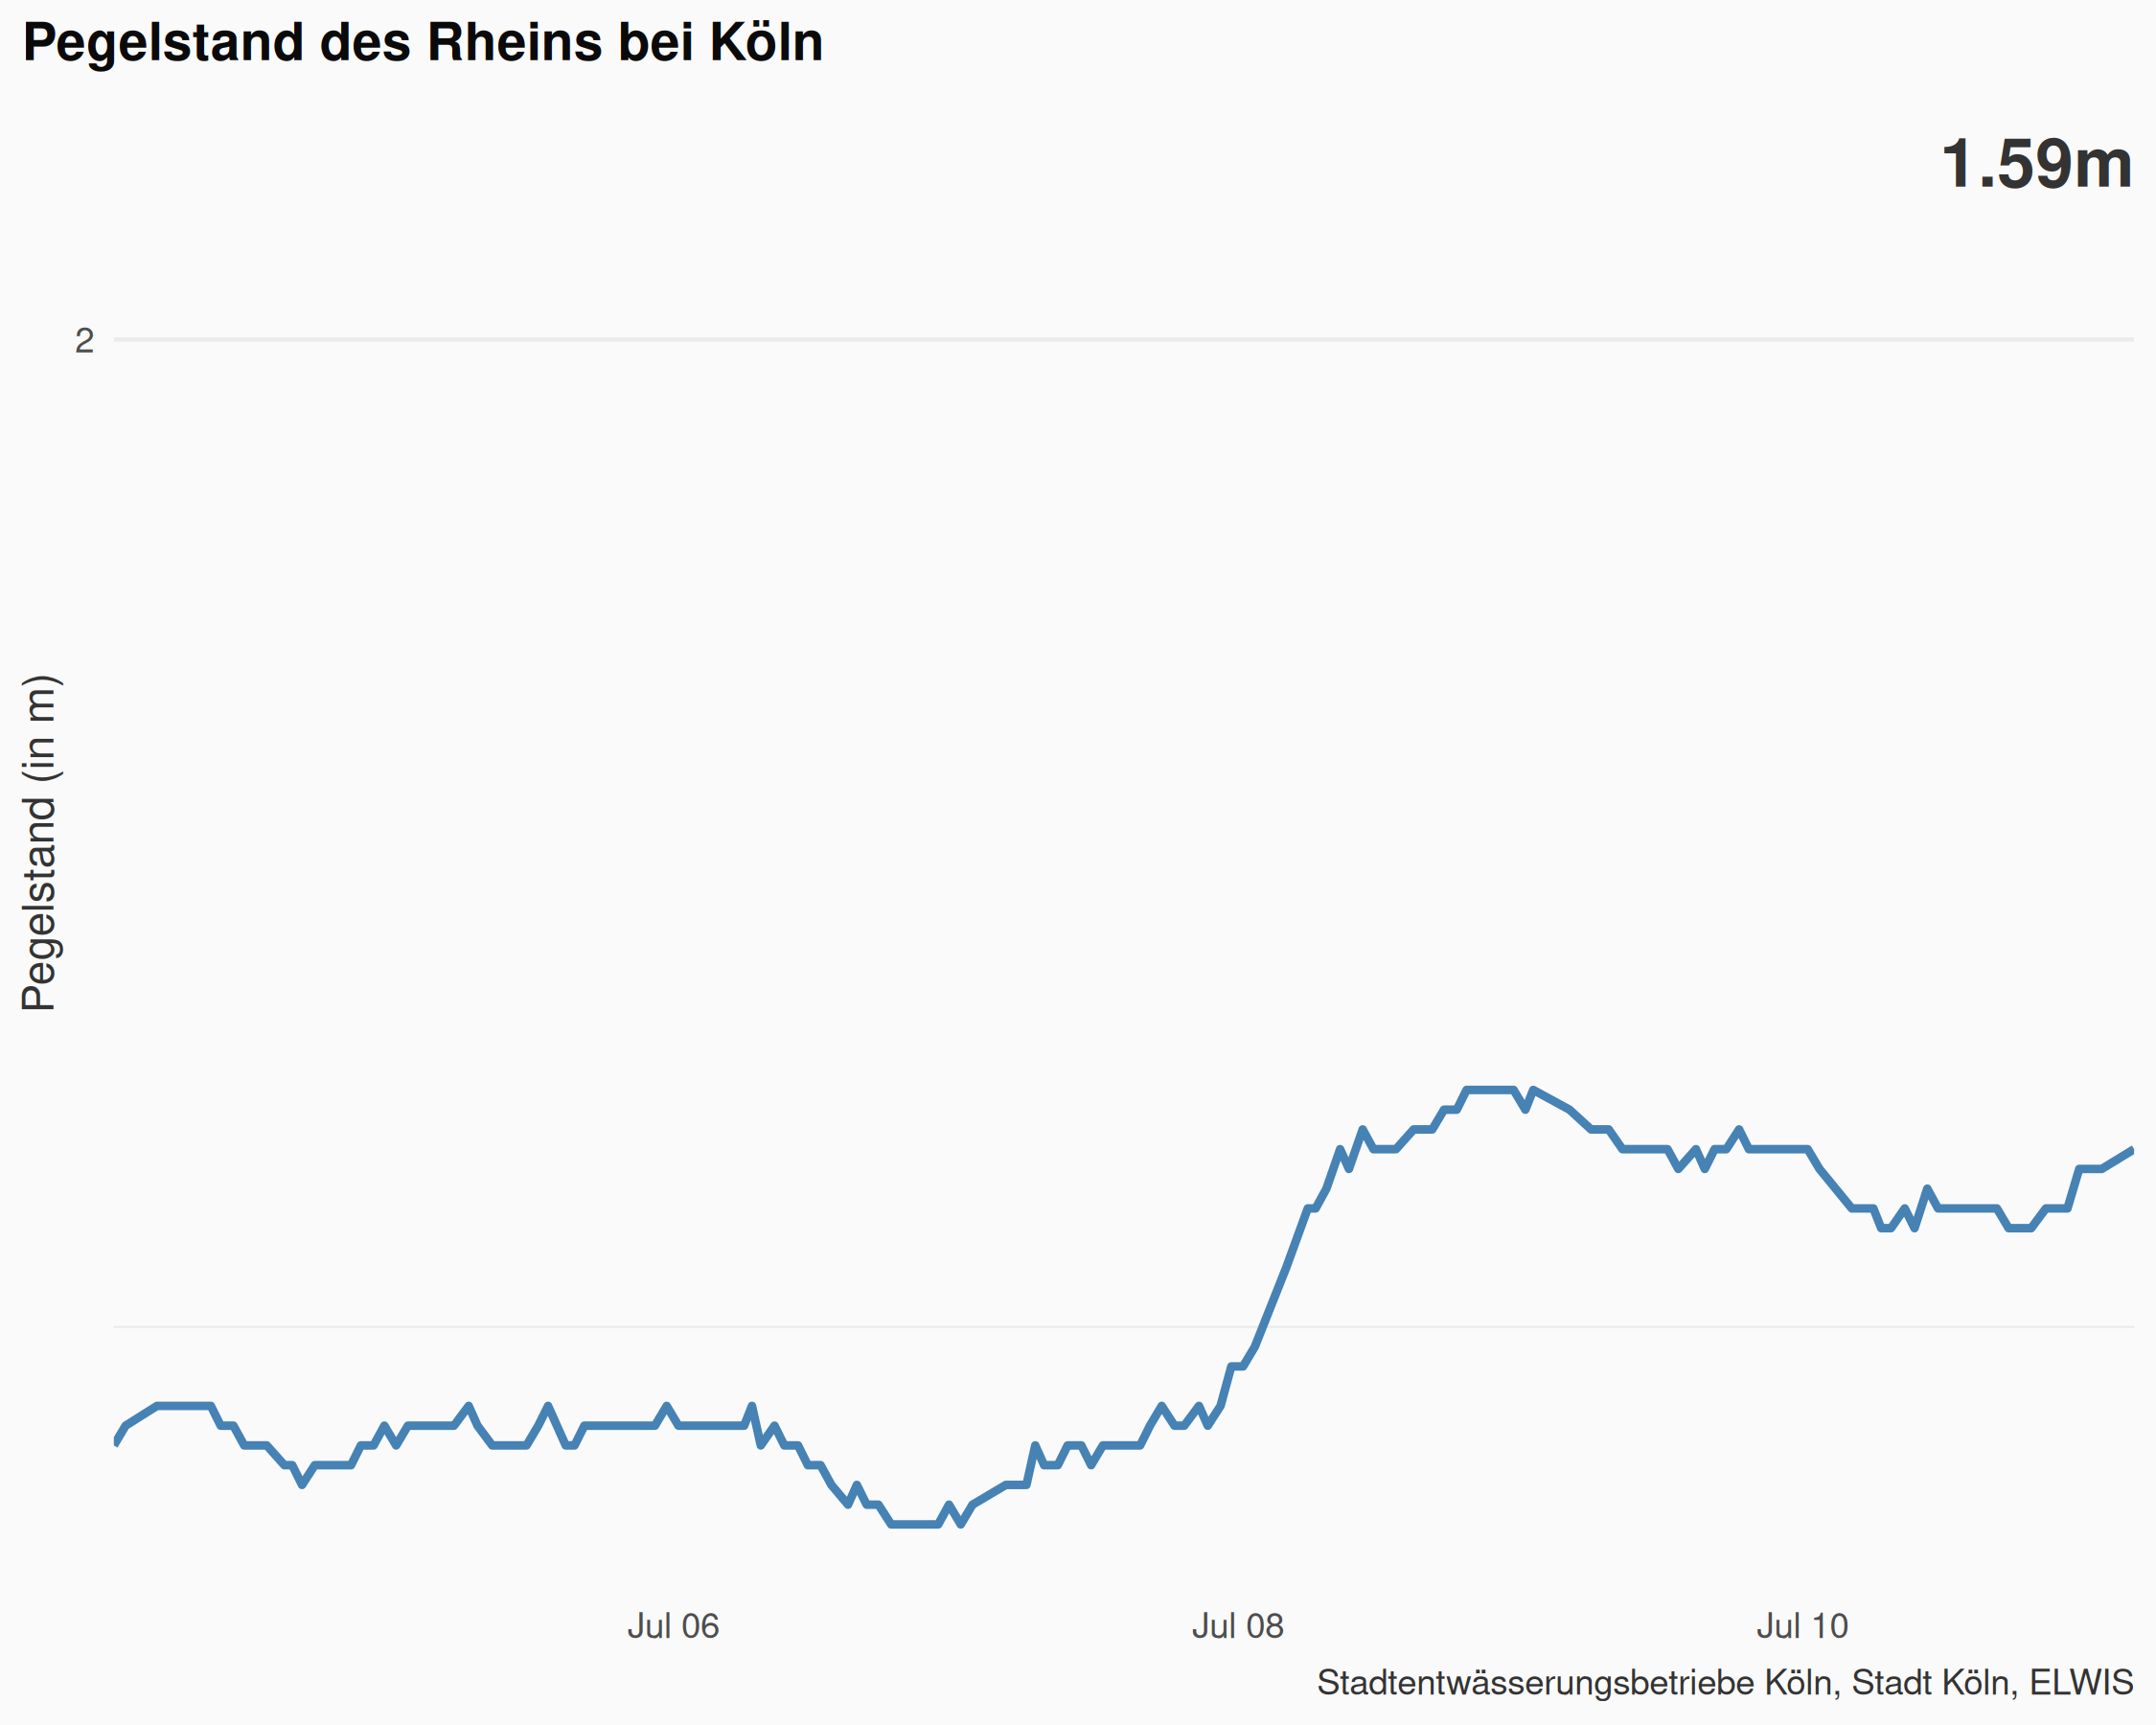 Pegelstand des Rheins bei Köln
1.59m
2
Pegelstand (in m)
Jul 06
Jul 08
Jul 10
Stadtentwässerungsbetriebe Köln, Stadt Köln, ELWIS